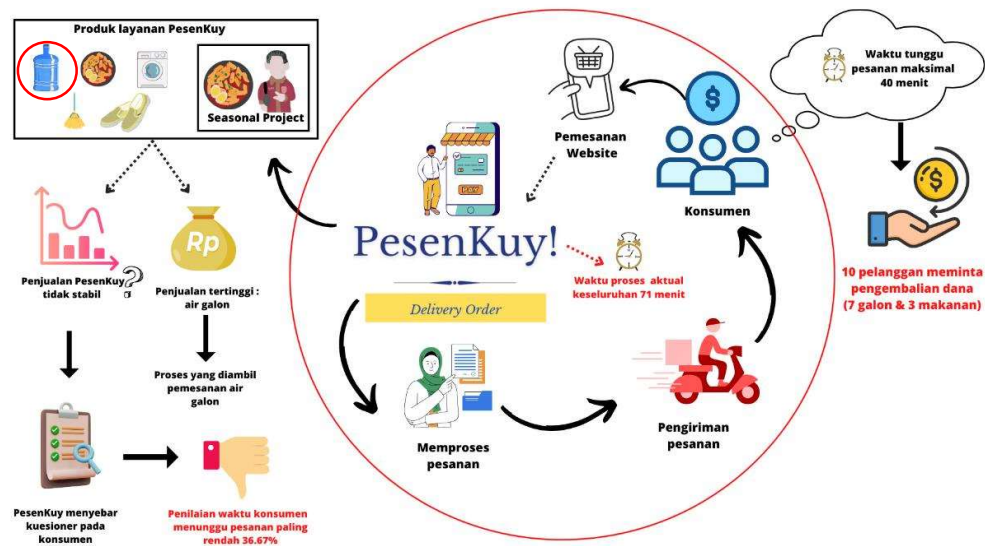 Produk layanan PesenKuy
Seasonal Project
Penjualan PesenKuy
tidak stabil
?
Rp
Penjualan tertinggi :
air galon
Proses yang diambil
pemesanan air
galon
PesenKuy menyebar
kuesioner pada
konsumen
Penilaian waktu konsumen
menunggu pesanan paling
rendah 36.67%
Pemesanan
Website
$
Konsumen
PAY
PesenKuy!
Delivery Order
Waktu proses aktual
keseluruhan 71 menit
Memproses
pesanan
Pengiriman
pesanan
Waktu tunggu
pesanan maksimal
40 menit
$
10 pelanggan meminta
pengembalian dana
(7 galon & 3 makanan)